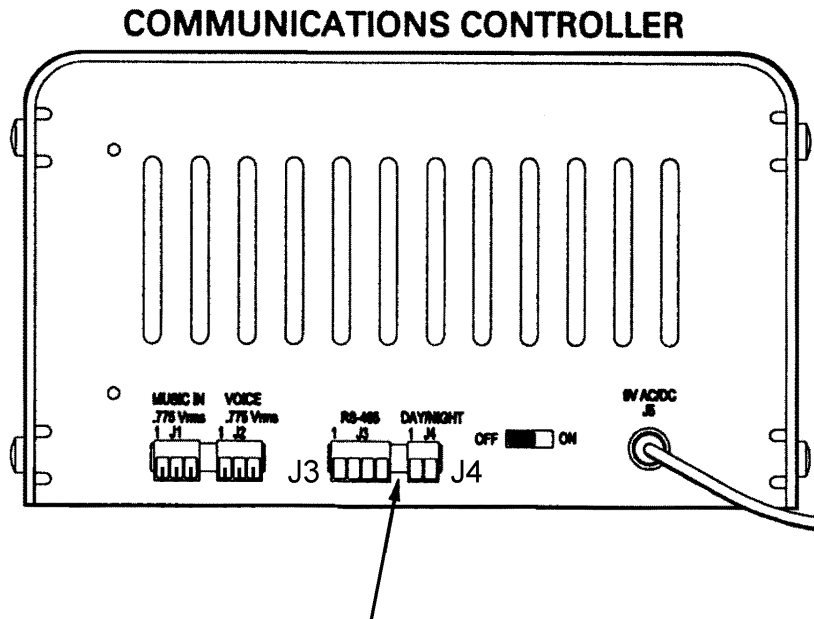 COMMUNICATIONS CONTROLLER
MUSIC IN VOICE
.775 Vrms .775 Vrms
1 J1 1 J2
RS-485 DAY/NIGHT
1 J3 1 J4
OFF ON
9V AC/DC
J5
J3 J4